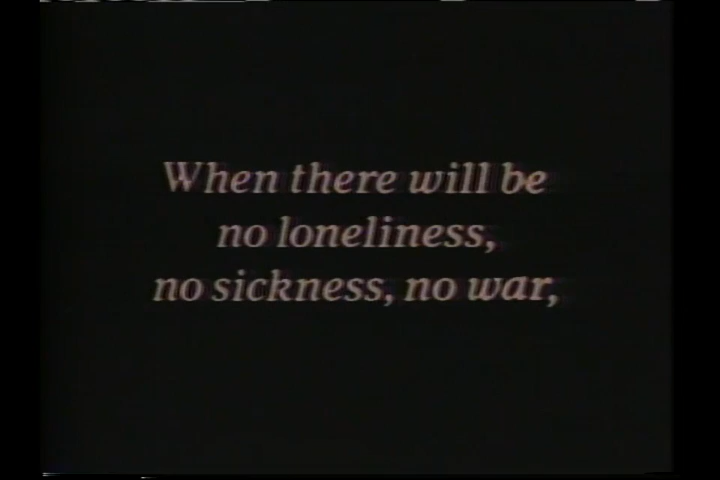 When there will be
no loneliness,
no sickness, no war,